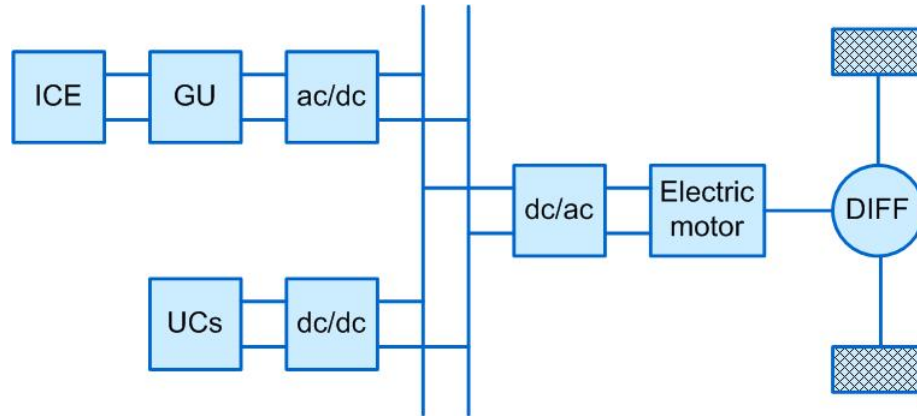 ICE
GU
ac/dc
dc/ac
Electric
motor
DIFF
UCs
dc/dc